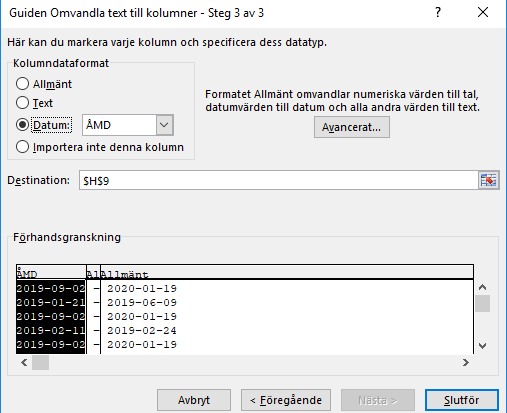 Guiden Omvandla text till kolumner - Steg 3 av 3
Här kan du markera varje kolumn och specificera dess datatyp.
Kolumndataformat
Allmänt
Text
Datum: ÅMD
Importera inte denna kolumn
Formatet Allmänt omvandlar numeriska värden till tal,
datumvärden till datum och alla andra värden till text.
Avancerat...
Destination: $H$9
Förhandsgranskning
ÅMD Al Allmänt
2019-09-02 - 2020-01-19
2019-01-21 - 2019-06-09
2019-09-02 - 2020-01-19
2019-02-11 - 2019-02-24
2019-09-02 - 2020-01-19
Avbryt < Föregående Nästa > Slutför